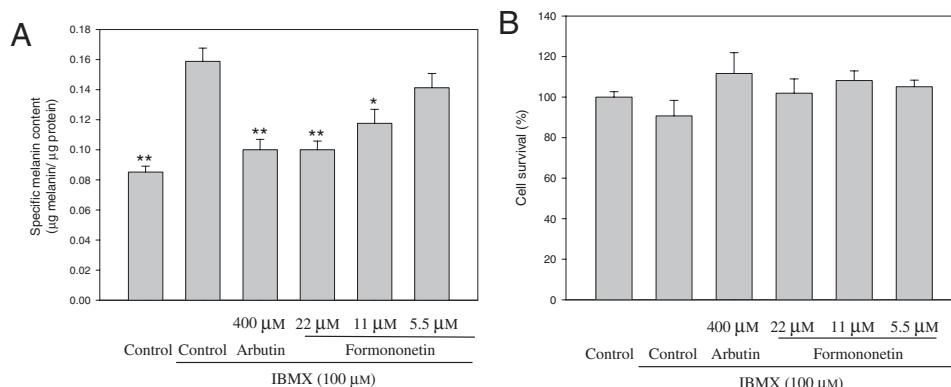 A
Specific melanin content
(µg melanin/ µg protein)
0.18
0.16
0.14
0.12
0.10
0.08
0.06
0.04
0.02
0.00
**
**
**
*
400 µM 22 µM 11 µM 5.5 µM
Control Control Arbutin Formononetin
IBMX (100 µM)
B
Cell survival (%)
140
120
100
80
60
40
20
0
400 µM 22 µM 11 µM 5.5 µM
Control Control Arbutin Formononetin
IBMX (100 µM)